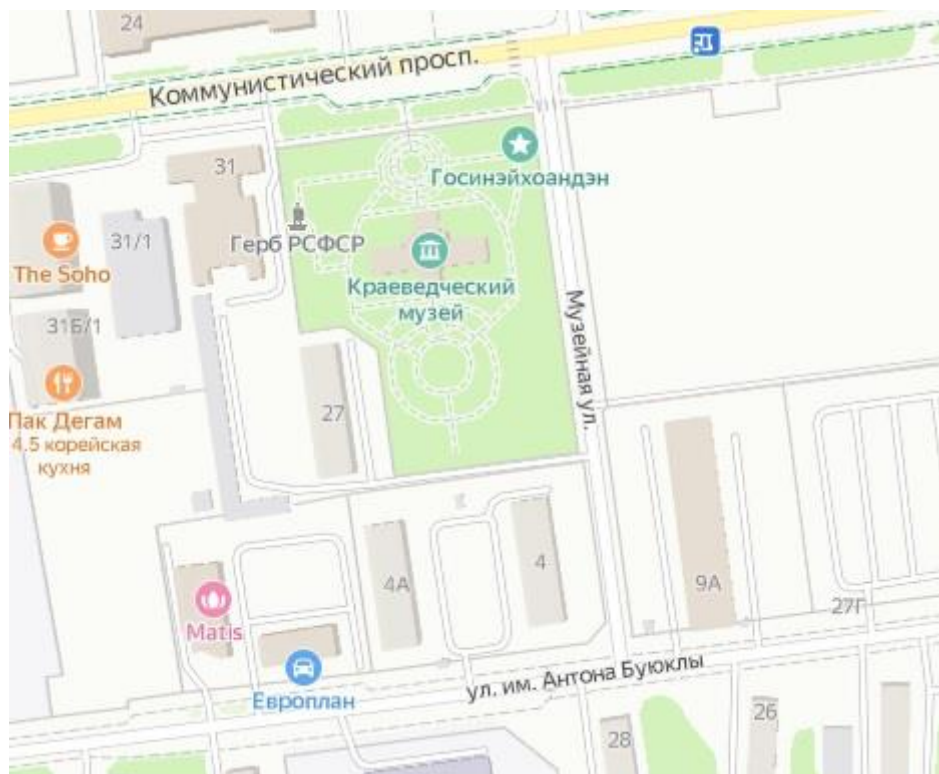 24
Коммунистический просп.
31
Госинэйхоандэн
31/1
Герб РСФСР
The Soho
Краеведческий
музей
Музейная ул.
31Б/1
27
Пак Дегам
4.5 корейская
кухня
4А
4
9А
27Г
Matis
Европлан
ул. им. Антона Буюклы
28
26